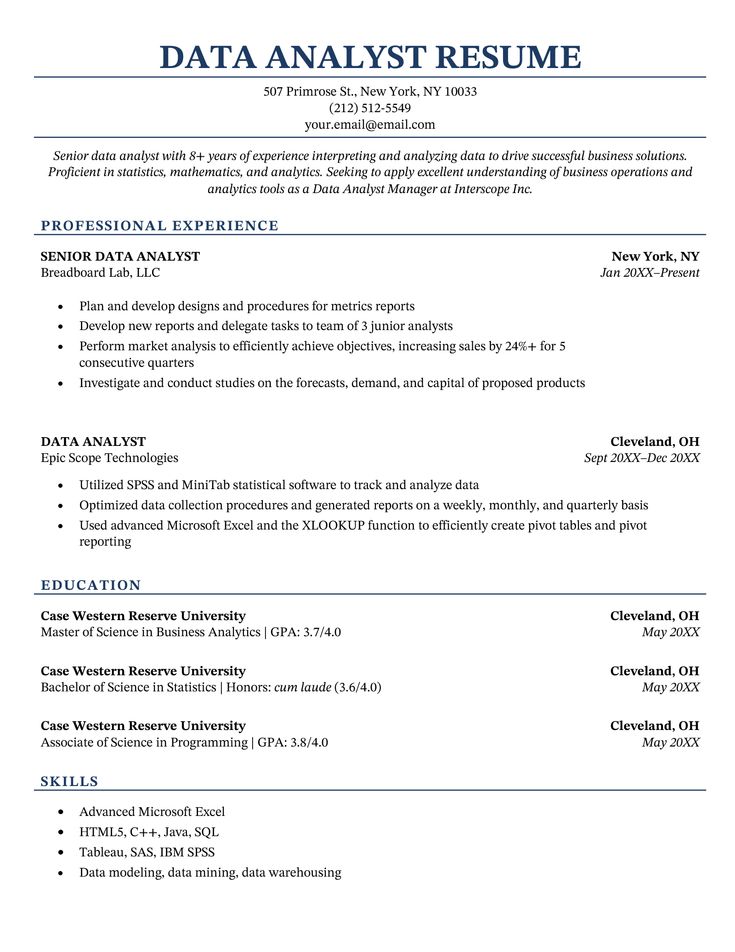 DATA ANALYST RESUME
507 Primrose St., New York, NY 10033
(212) 512-5549
your.email@email.com
Senior data analyst with 8+ years of experience interpreting and analyzing data to drive successful business solutions.
Proficient in statistics, mathematics, and analytics. Seeking to apply excellent understanding of business operations and
analytics tools as a Data Analyst Manager at Interscope Inc.
PROFESSIONAL EXPERIENCE
SENIOR DATA ANALYST New York, NY
Breadboard Lab, LLC Jan 20XX–Present
• Plan and develop designs and procedures for metrics reports
• Develop new reports and delegate tasks to team of 3 junior analysts
• Perform market analysis to efficiently achieve objectives, increasing sales by 24%+ for 5
consecutive quarters
• Investigate and conduct studies on the forecasts, demand, and capital of proposed products
DATA ANALYST Cleveland, OH
Epic Scope Technologies Sept 20XX–Dec 20XX
• Utilized SPSS and MiniTab statistical software to track and analyze data
• Optimized data collection procedures and generated reports on a weekly, monthly, and quarterly basis
• Used advanced Microsoft Excel and the XLOOKUP function to efficiently create pivot tables and pivot
reporting
EDUCATION
Case Western Reserve University Cleveland, OH
Master of Science in Business Analytics | GPA: 3.7/4.0 May 20XX
Case Western Reserve University Cleveland, OH
Bachelor of Science in Statistics | Honors: cum laude (3.6/4.0) May 20XX
Case Western Reserve University Cleveland, OH
Associate of Science in Programming | GPA: 3.8/4.0 May 20XX
SKILLS
• Advanced Microsoft Excel
• HTML5, C++, Java, SQL
• Tableau, SAS, IBM SPSS
• Data modeling, data mining, data warehousing